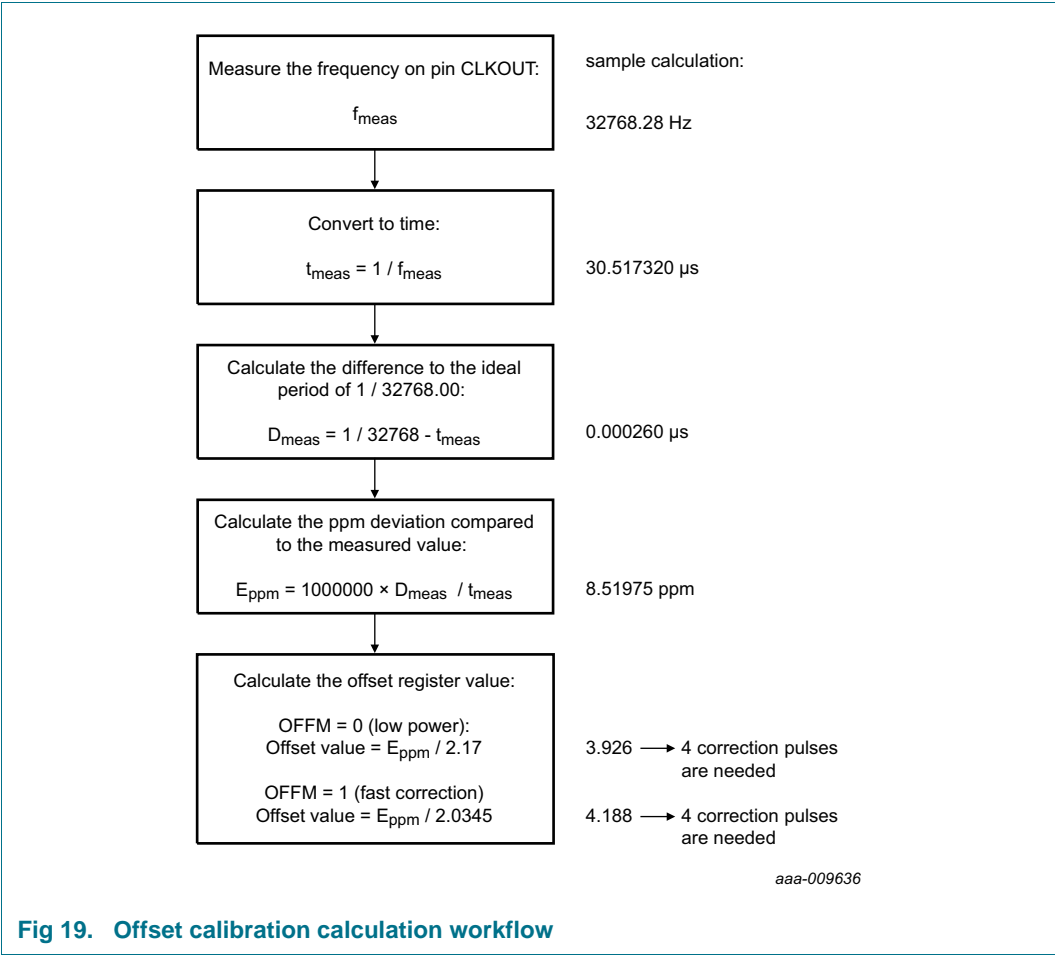 Measure the frequency on pin CLKOUT:
fmeas
sample calculation:
32768.28 Hz
Convert to time:
tmeas = 1 / fmeas
30.517320 μs
Calculate the difference to the ideal
period of 1 / 32768.00:
Dmeas = 1 / 32768 - tmeas
0.000260 μs
Calculate the ppm deviation compared
to the measured value:
Eppm = 1000000 × Dmeas / tmeas
8.51975 ppm
Calculate the offset register value:
OFFM = 0 (low power):
Offset value = Eppm / 2.17
3.926 → 4 correction pulses
are needed
OFFM = 1 (fast correction)
Offset value = Eppm / 2.0345
4.188 → 4 correction pulses
are needed
aaa-009636
Fig 19. Offset calibration calculation workflow